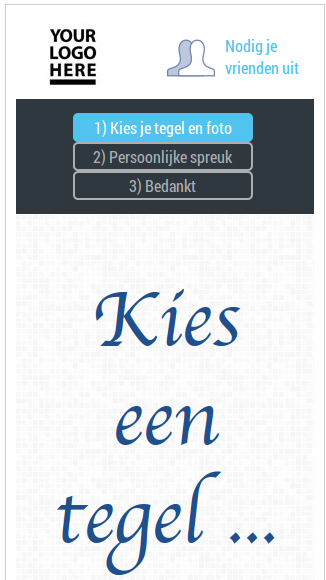 YOUR
LOGO
HERE
Nodig je
vrienden uit
1) Kies je tegel en foto
2) Persoonlijke spreuk
3) Bedankt
Kies
een
tegel ...